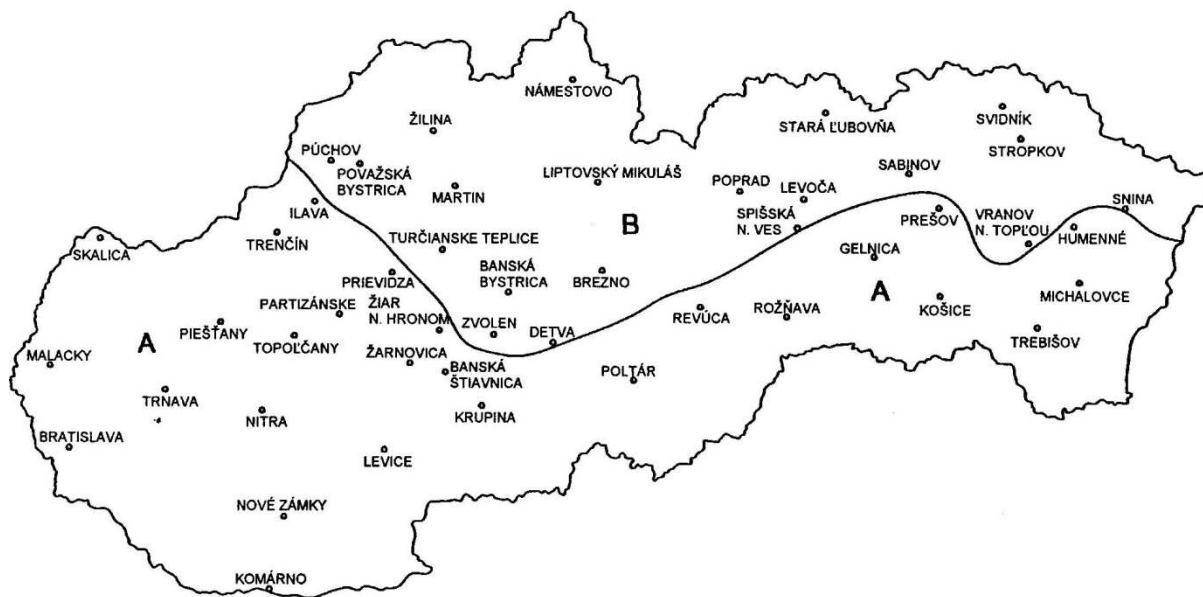 NÁMESTOVO
ŽILINA
STARÁ ĽUBOVŇA
SVIDNÍK
STROPKOV
PÚCHOV
POVAŽSKÁ
BYSTRICA
MARTIN
LIPTOVSKÝ MIKULÁŠ
POPRAD
LEVOČA
SABINOV
ILAVA
SPIŠSKÁ
N. VES
PREŠOV
VRANOV
N. TOPĽOU
SNINA
HUMENNÉ
B
TRENČÍN
SKALICA
TURČIANSKE TEPLICE
GELNICA
PRIEVIDZA
BANSKÁ
BYSTRICA
BREZNO
A
MICHALOVCE
PARTIZÁNSKE
ŽIAR
N. HRONOM
PIEŠŤANY
TOPOĽČANY
ZVOLEN
DETVA
REVÚCA
ROŽŇAVA
KOŠICE
TREBIŠOV
A
MALACKY
ŽARNOVICA
BANSKÁ
ŠTIAVNICA
POLTÁR
TRNAVA
NITRA
KRUPINA
BRATISLAVA
LEVICE
NOVÉ ZÁMKY
KOMÁRNO